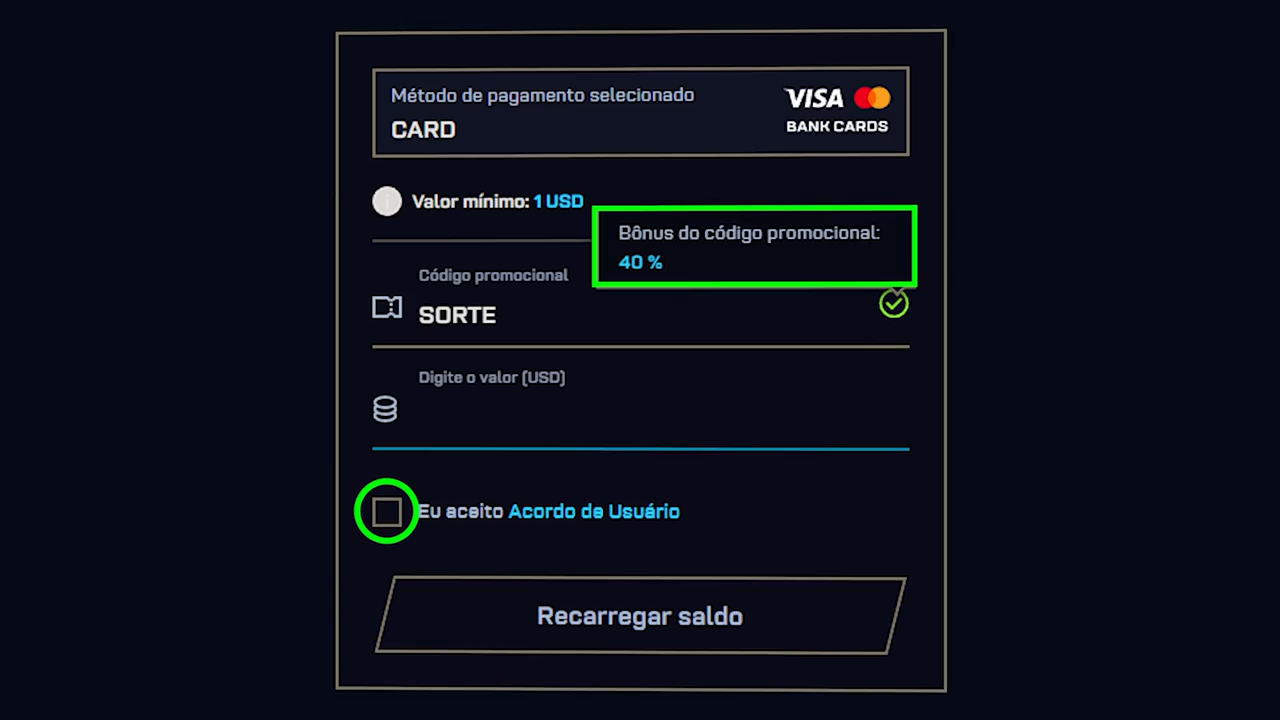 Método de pagamento selecionado
CARD
VISA
BANK CARDS
Valor mínimo: 1 USD
Bônus do código promocional:
40 %
Código promocional
SORTE
Digite o valor (USD)
Eu aceito Acordo de Usuário
Recarregar saldo